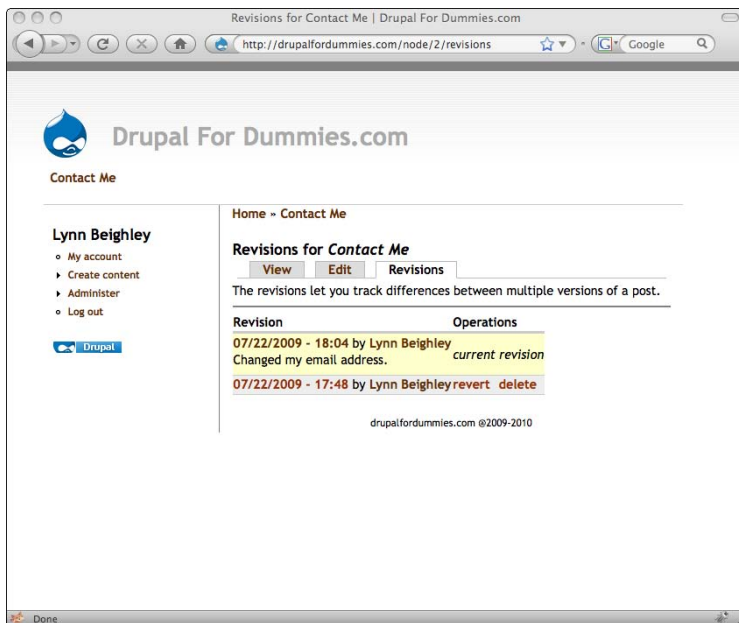 Revisions for Contact Me | Drupal For Dummies.com
http://drupalfordummies.com/node/2/revisions
G
Google
Drupal For Dummies.com
Contact Me
Lynn Beighley
My account
Create content
Administer
Log out
Drupal
Home » Contact Me
Revisions for Contact Me
View Edit Revisions
The revisions let you track differences between multiple versions of a post.
Revision Operations
07/22/2009 - 18:04 by Lynn Beighley
Changed my email address.
current revision
07/22/2009 - 17:48 by Lynn Beighley revert delete
drupalfordummies.com @2009-2010
Done